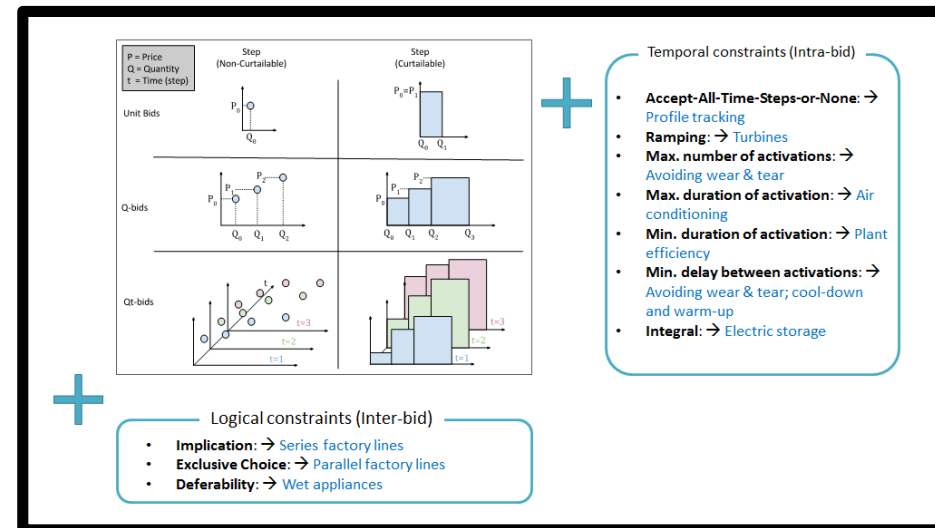 P = Price
Q = Quantity
t = Time (step)
Step
(Non-Curtailable)
Step
(Curtailable)
Unit Bids
P₀
Q₀
P₀=P₁
Q₀ Q₁
Q-bids
P₀
P₁
P₂
Q₀ Q₁ Q₂
P₀
P₁
P₂
Q₀ Q₁ Q₂ Q₃
Qt-bids
t
t=3
t=2
t=1
t=3
t=2
t=1
Temporal constraints (Intra-bid)
• Accept-All-Time-Steps-or-None: →
Profile tracking
• Ramping: → Turbines
• Max. number of activations: →
Avoiding wear & tear
• Max. duration of activation: → Air
conditioning
• Min. duration of activation: → Plant
efficiency
• Min. delay between activations: →
Avoiding wear & tear; cool-down
and warm-up
• Integral: → Electric storage
Logical constraints (Inter-bid)
• Implication: → Series factory lines
• Exclusive Choice: → Parallel factory lines
• Deferability: → Wet appliances